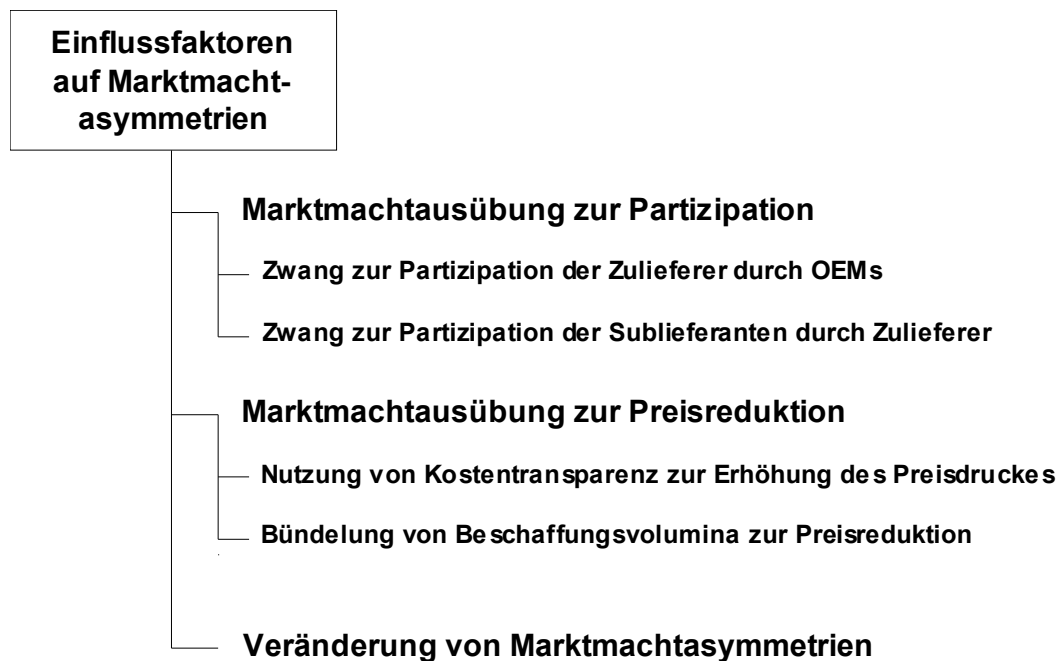 Einflussfaktoren
auf Marktmacht-
asymmetrien
Marktmachtausübung zur Partizipation
Zwang zur Partizipation der Zulieferer durch OEMs
Zwang zur Partizipation der Sublieferanten durch Zulieferer
Marktmachtausübung zur Preisreduktion
Nutzung von Kostentransparenz zur Erhöhung des Preisdruckes
Bündelung von Beschaffungsvolumina zur Preisreduktion
Veränderung von Marktmachtasymmetrien